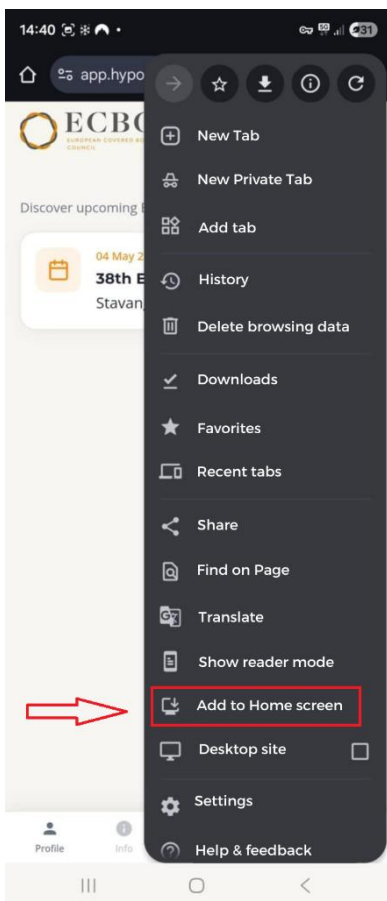 14:40
31
app.hypo
ECBC
EUROPEAN COVERED BO
COUNCIL
Discover upcoming E
04 May 2
38th E
Stavan
New Tab
New Private Tab
Add tab
History
Delete browsing data
Downloads
Favorites
Recent tabs
Share
Find on Page
Translate
Show reader mode
Add to Home screen
Desktop site
Settings
Help & feedback
Profile
Info